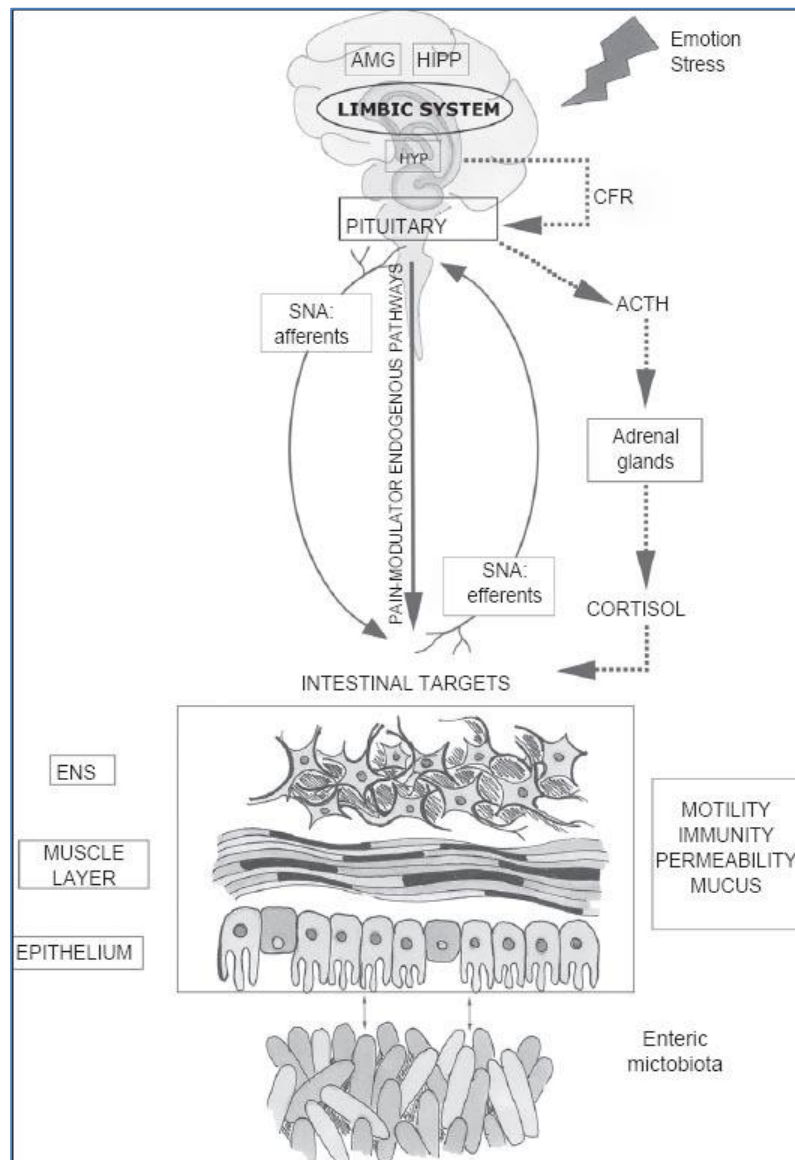 Emotion
Stress
AMG
HIPP
LIMBIC SYSTEM
HYP
CFR
PITUITARY
SNA:
afferents
PAIN-MODULATOR ENDOGENOUS PATHWAYS
ACTH
Adrenal
glands
SNA:
efferents
CORTISOL
INTESTINAL TARGETS
ENS
MUSCLE
LAYER
EPITHELIUM
MOTILITY
IMMUNITY
PERMEABILITY
MUCUS
Enteric
mictobiota